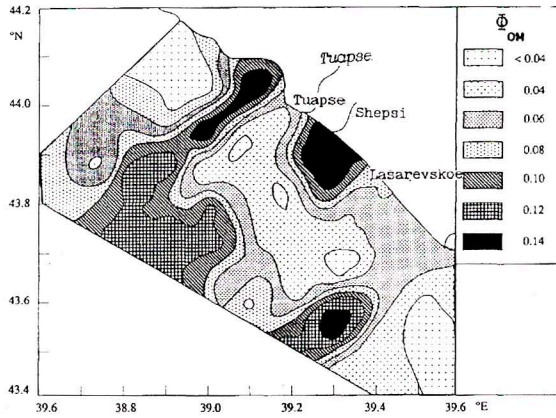 44.2
°N
44.0
43.8
43.6
43.4
39.6
38.8
39.0
39.2
39.4
39.6
°E
Tuapse
Tuapse
Shepsi
Lasarevskoe
Φ
OM
< 0.04
0.04
0.06
0.08
0.10
0.12
0.14